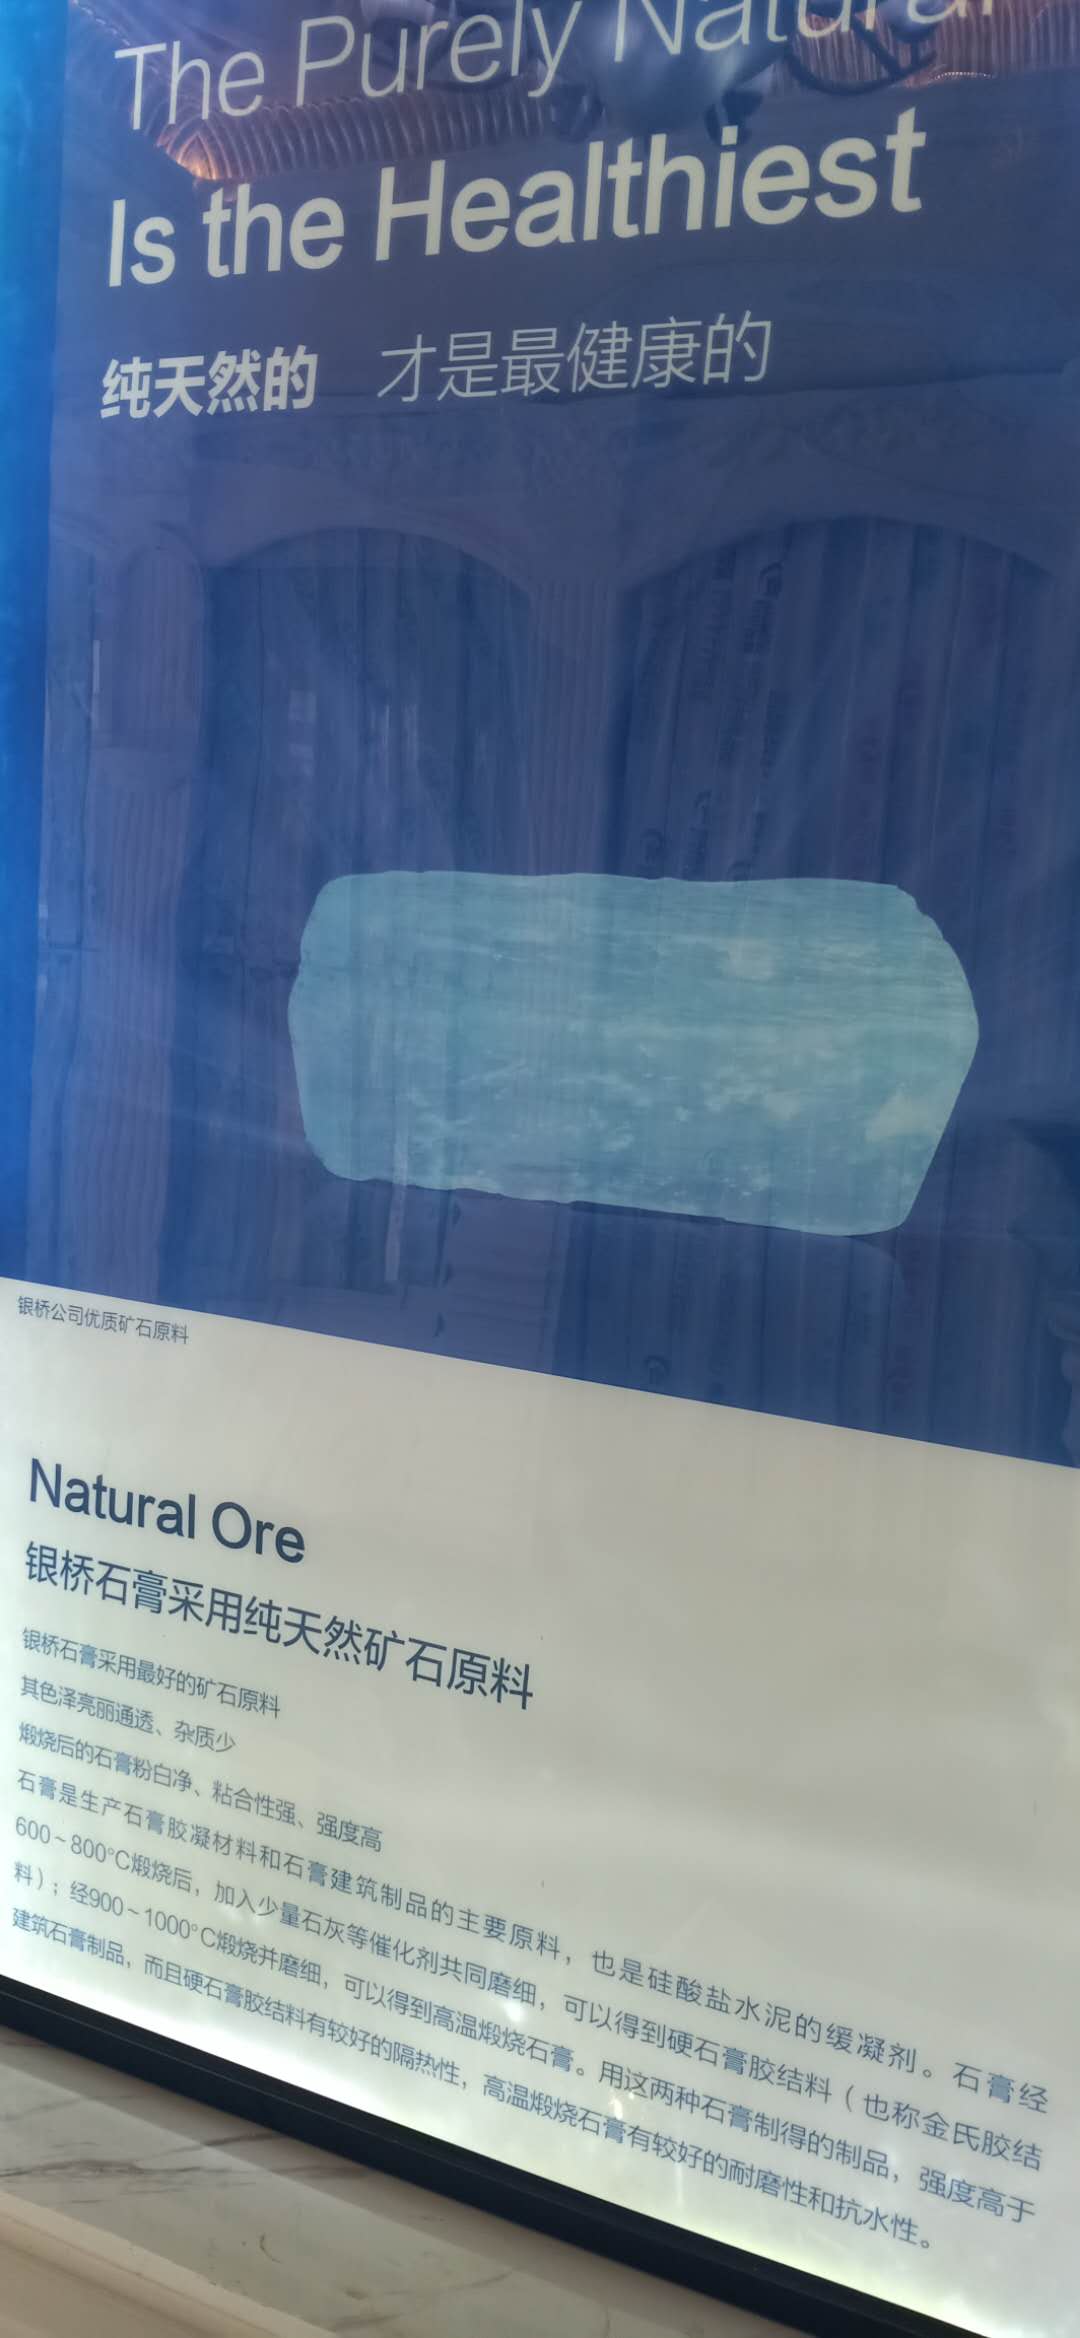 The Purely Natural
Is the Healthiest
纯天然的 才是最健康的
银桥公司优质矿石原料
Natural Ore
银桥石膏采用纯天然矿石原料
银桥石膏采用最好的矿石原料
其色泽亮丽通透、杂质少
煅烧后的石膏粉白净、粘合性强、强度高
石膏是生产石膏胶凝材料和石膏建筑制品的主要原料，也是硅酸盐水泥的缓凝剂。石膏经
600~800°C煅烧后，加入少量石灰等催化剂共同磨细，可以得到硬石膏胶结料（也称金氏胶结
料）；经900~1000°C煅烧并磨细，可以得到高温煅烧石膏。用这两种石膏制得的制品，强度高于
建筑石膏制品，而且硬石膏胶结料有较好的隔热性，高温煅烧石膏有较好的耐磨性和抗水性。